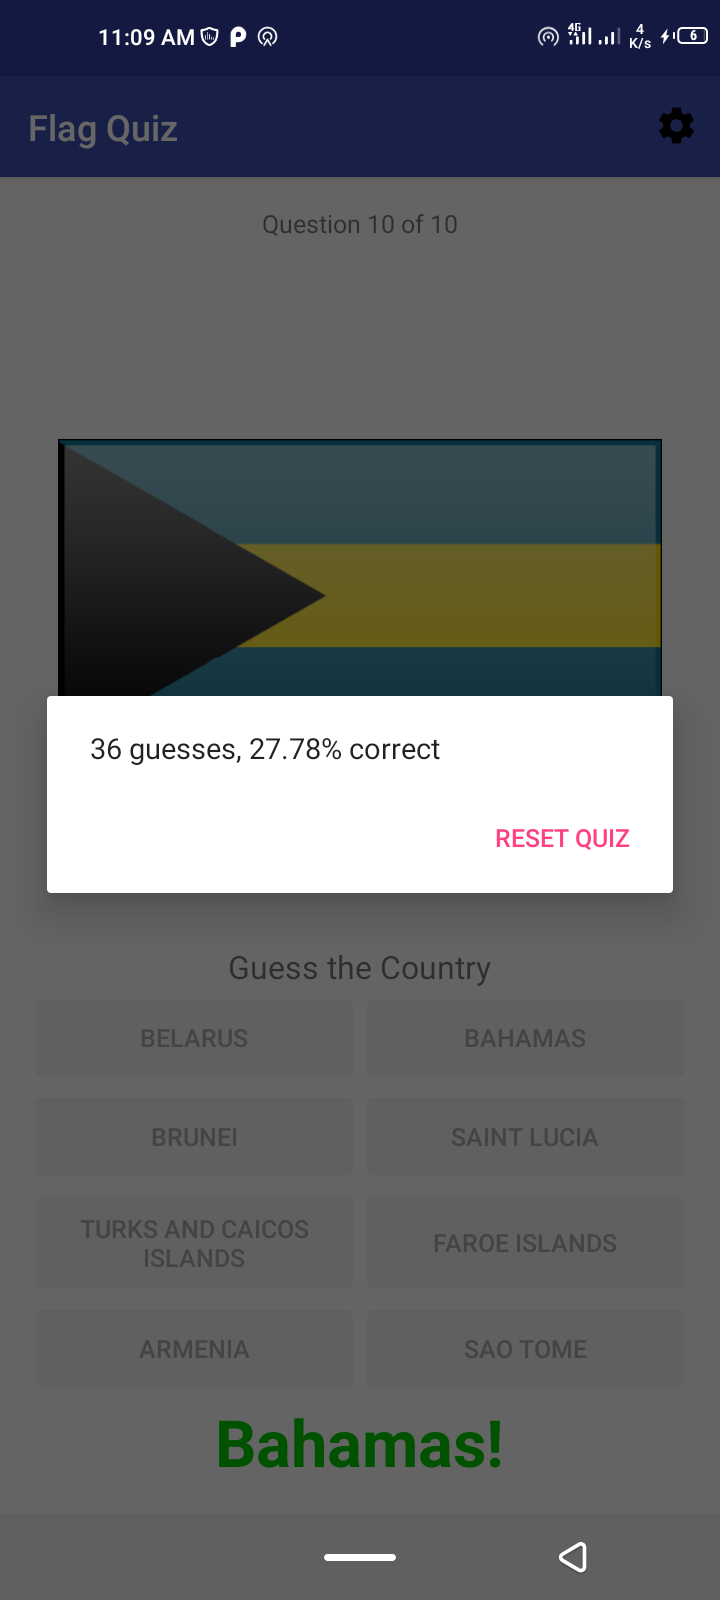 11:09 AM
4G
4
K/s
6
Flag Quiz
Question 10 of 10
36 guesses, 27.78% correct
RESET QUIZ
Guess the Country
BELARUS
BAHAMAS
BRUNEI
SAINT LUCIA
TURKS AND CAICOS
ISLANDS
FAROE ISLANDS
ARMENIA
SAO TOME
Bahamas!